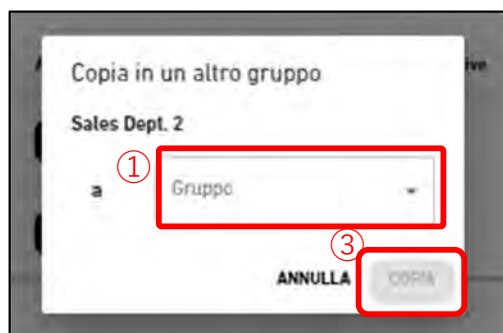 Copia in un altro gruppo
Sales Dept. 2
① 
a Gruppo
③
ANNULLA COPIA